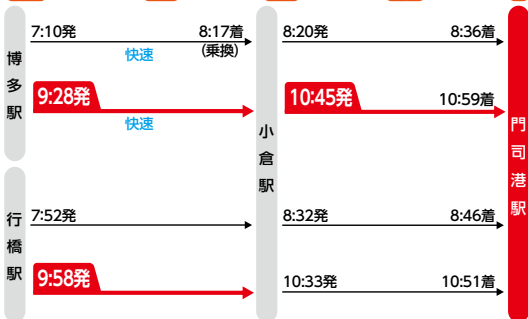 博多駅
7:10発
8:17着
(乗換)
快速
8:20発
8:36着
9:28発
快速
10:45発
10:59着
小倉駅
門司港駅
行橋駅
7:52発
8:32発
8:46着
9:58発
10:33発
10:51着